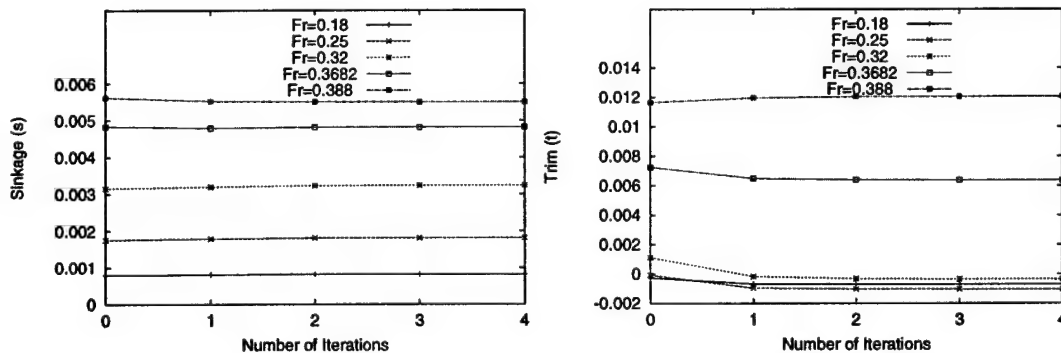 Fr=0.18
Fr=0.25
Fr=0.32
Fr=0.3682
Fr=0.388
0.006
0.005
0.004
0.003
0.002
0.001
0
Sinkage (s)
0 1 2 3 4
Number of Iterations
Fr=0.18
Fr=0.25
Fr=0.32
Fr=0.3682
Fr=0.388
0.014
0.012
0.01
0.008
0.006
0.004
0.002
0
-0.002
Trim (t)
0 1 2 3 4
Number of Iterations